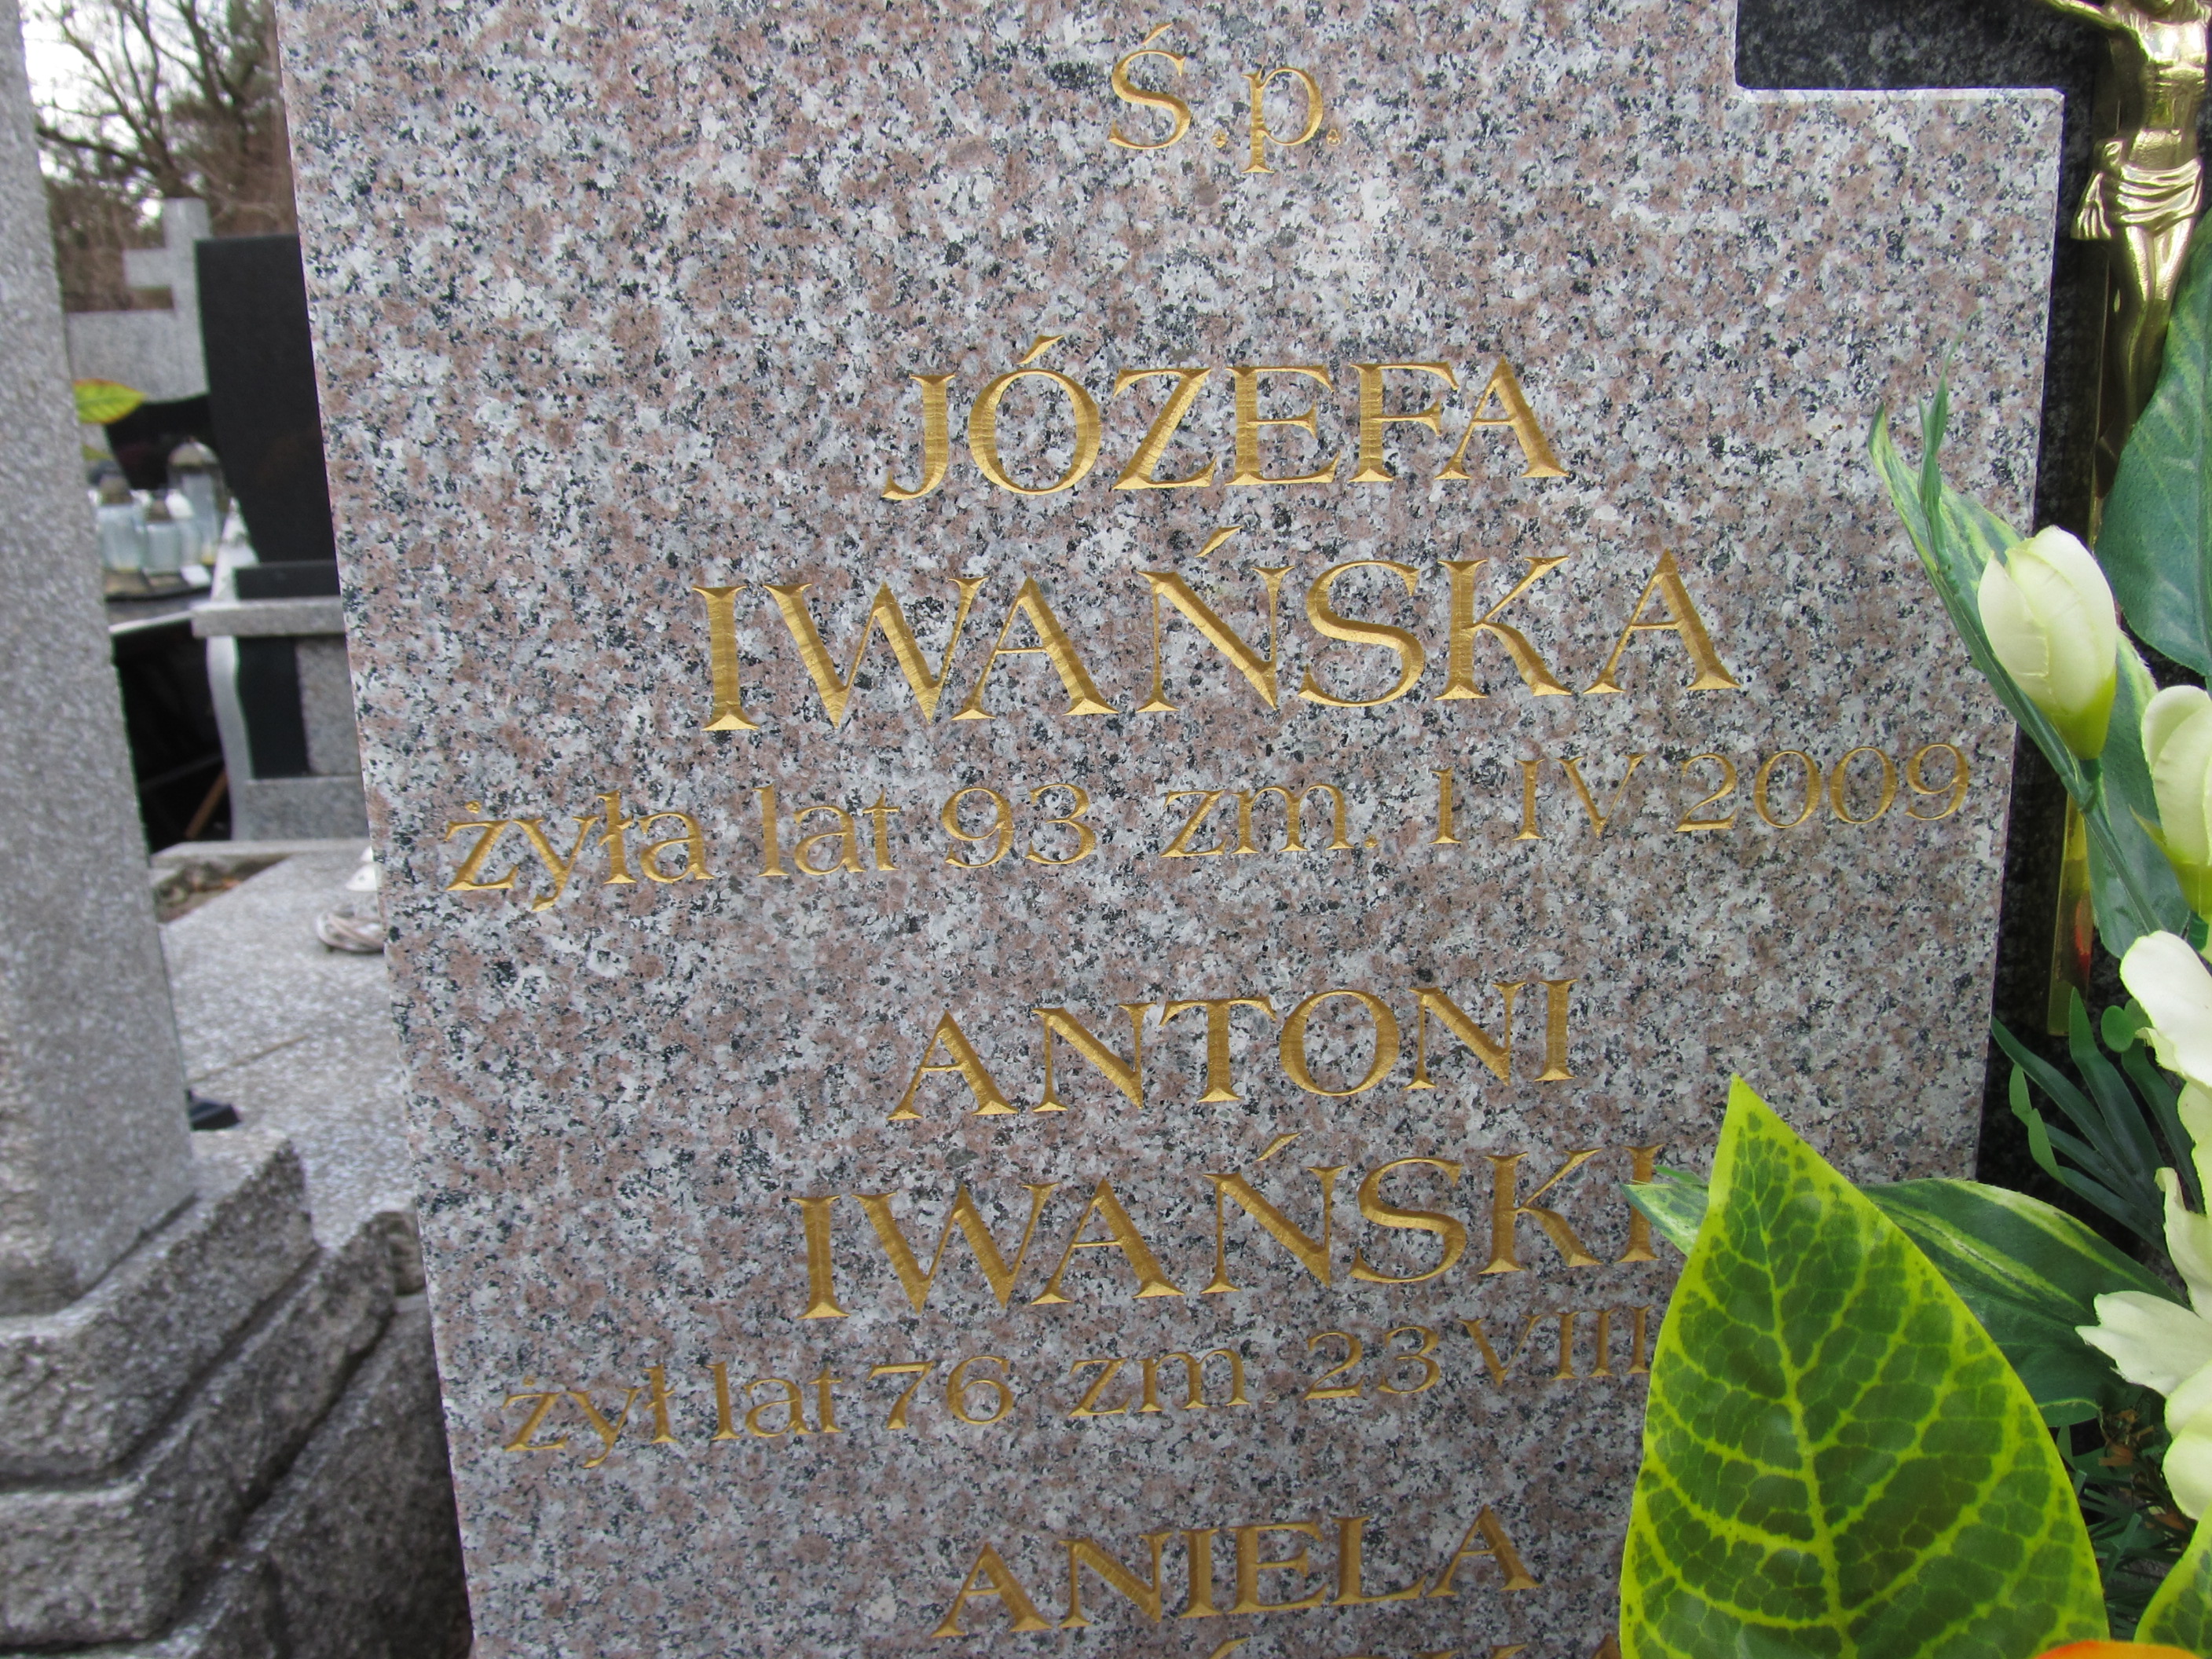 Ś.p.
JÓZEFA
IWAŃSKA
żyła lat 93 zm. 1 IV 2009
ANTONI
IWAŃSKI
żył lat 76 zm. 23 VIII
ANIELA